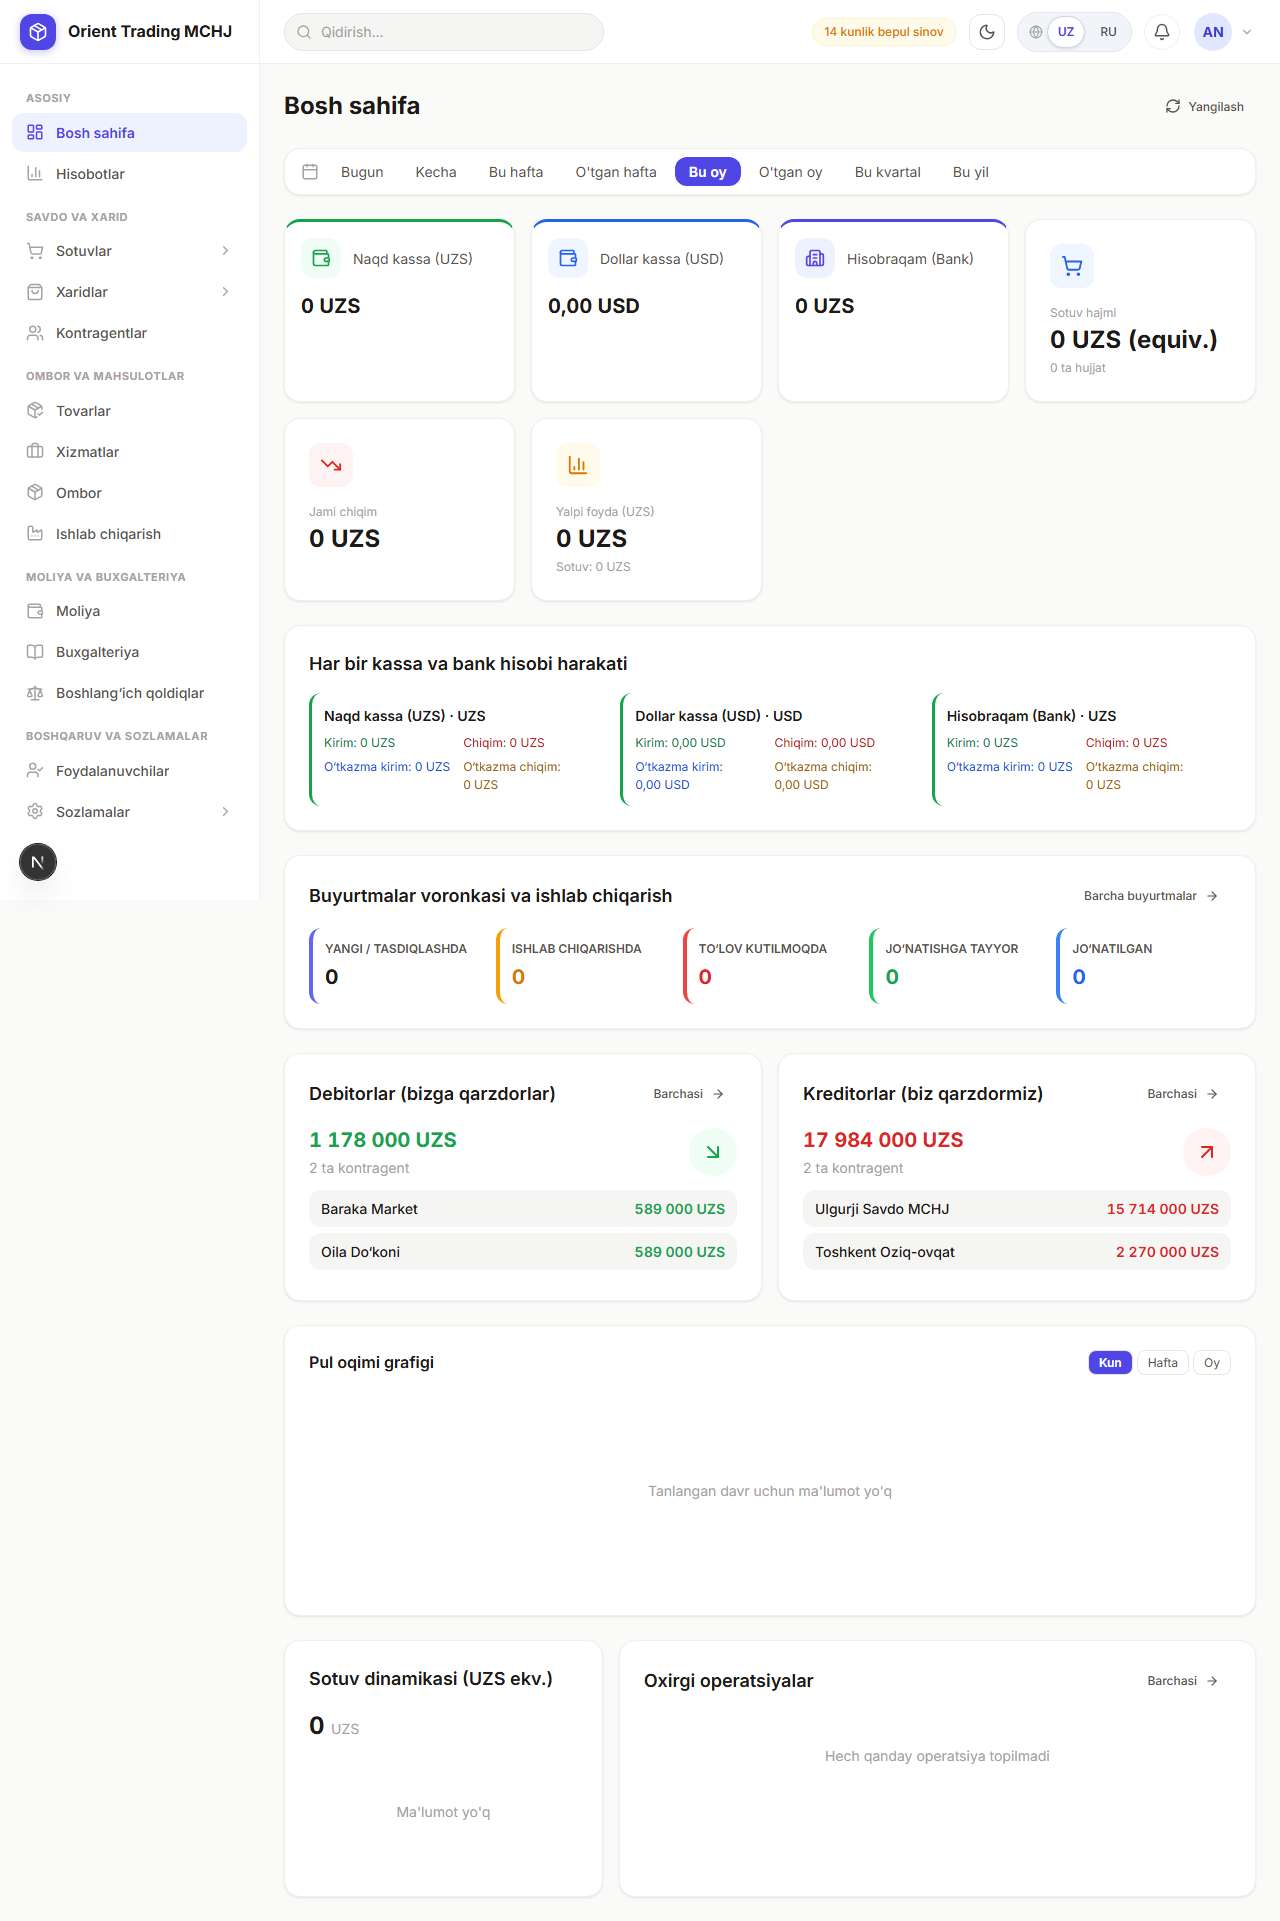 Orient Trading MCHJ
Qidirish...
14 kunlik bepul sinov
UZ
RU
AN
ASOSIY
Bosh sahifa
Hisobotlar
SAVDO VA XARID
Sotuvlar
Xaridlar
Kontragentlar
OMBOR VA MAHSULOTLAR
Tovarlar
Xizmatlar
Ombor
Ishlab chiqarish
MOLIYA VA BUXGALTERIYA
Moliya
Buxgalteriya
Boshlang‘ich qoldiqlar
BOSHQARUV VA SOZLAMALAR
Foydalanuvchilar
Sozlamalar
N
Bosh sahifa
Yangilash
Bugun
Kecha
Bu hafta
O'tgan hafta
Bu oy
O'tgan oy
Bu kvartal
Bu yil
Naqd kassa (UZS)
0 UZS
Dollar kassa (USD)
0,00 USD
Hisobraqam (Bank)
0 UZS
Sotuv hajmi
0 UZS (equiv.)
0 ta hujjat
Jami chiqim
0 UZS
Yalpi foyda (UZS)
0 UZS
Sotuv: 0 UZS
Har bir kassa va bank hisobi harakati
Naqd kassa (UZS) · UZS
Kirim: 0 UZS
Chiqim: 0 UZS
O‘tkazma kirim: 0 UZS
O‘tkazma chiqim:
0 UZS
Dollar kassa (USD) · USD
Kirim: 0,00 USD
Chiqim: 0,00 USD
O‘tkazma kirim:
0,00 USD
O‘tkazma chiqim:
0,00 USD
Hisobraqam (Bank) · UZS
Kirim: 0 UZS
Chiqim: 0 UZS
O‘tkazma kirim: 0 UZS
O‘tkazma chiqim:
0 UZS
Buyurtmalar voronkasi va ishlab chiqarish
Barcha buyurtmalar
YANGI / TASDIQLASHDA
0
ISHLAB CHIQARISHDA
0
TO‘LOV KUTILMOQDA
0
JO‘NATISHGA TAYYOR
0
JO‘NATILGAN
0
Debitorlar (bizga qarzdorlar)
Barchasi
1 178 000 UZS
2 ta kontragent
Baraka Market
589 000 UZS
Oila Do‘koni
589 000 UZS
Kreditorlar (biz qarzdormiz)
Barchasi
17 984 000 UZS
2 ta kontragent
Ulgurji Savdo MCHJ
15 714 000 UZS
Toshkent Oziq-ovqat
2 270 000 UZS
Pul oqimi grafigi
Kun
Hafta
Oy
Tanlangan davr uchun ma'lumot yo'q
Sotuv dinamikasi (UZS ekv.)
0 UZS
Ma'lumot yo'q
Oxirgi operatsiyalar
Barchasi
Hech qanday operatsiya topilmadi